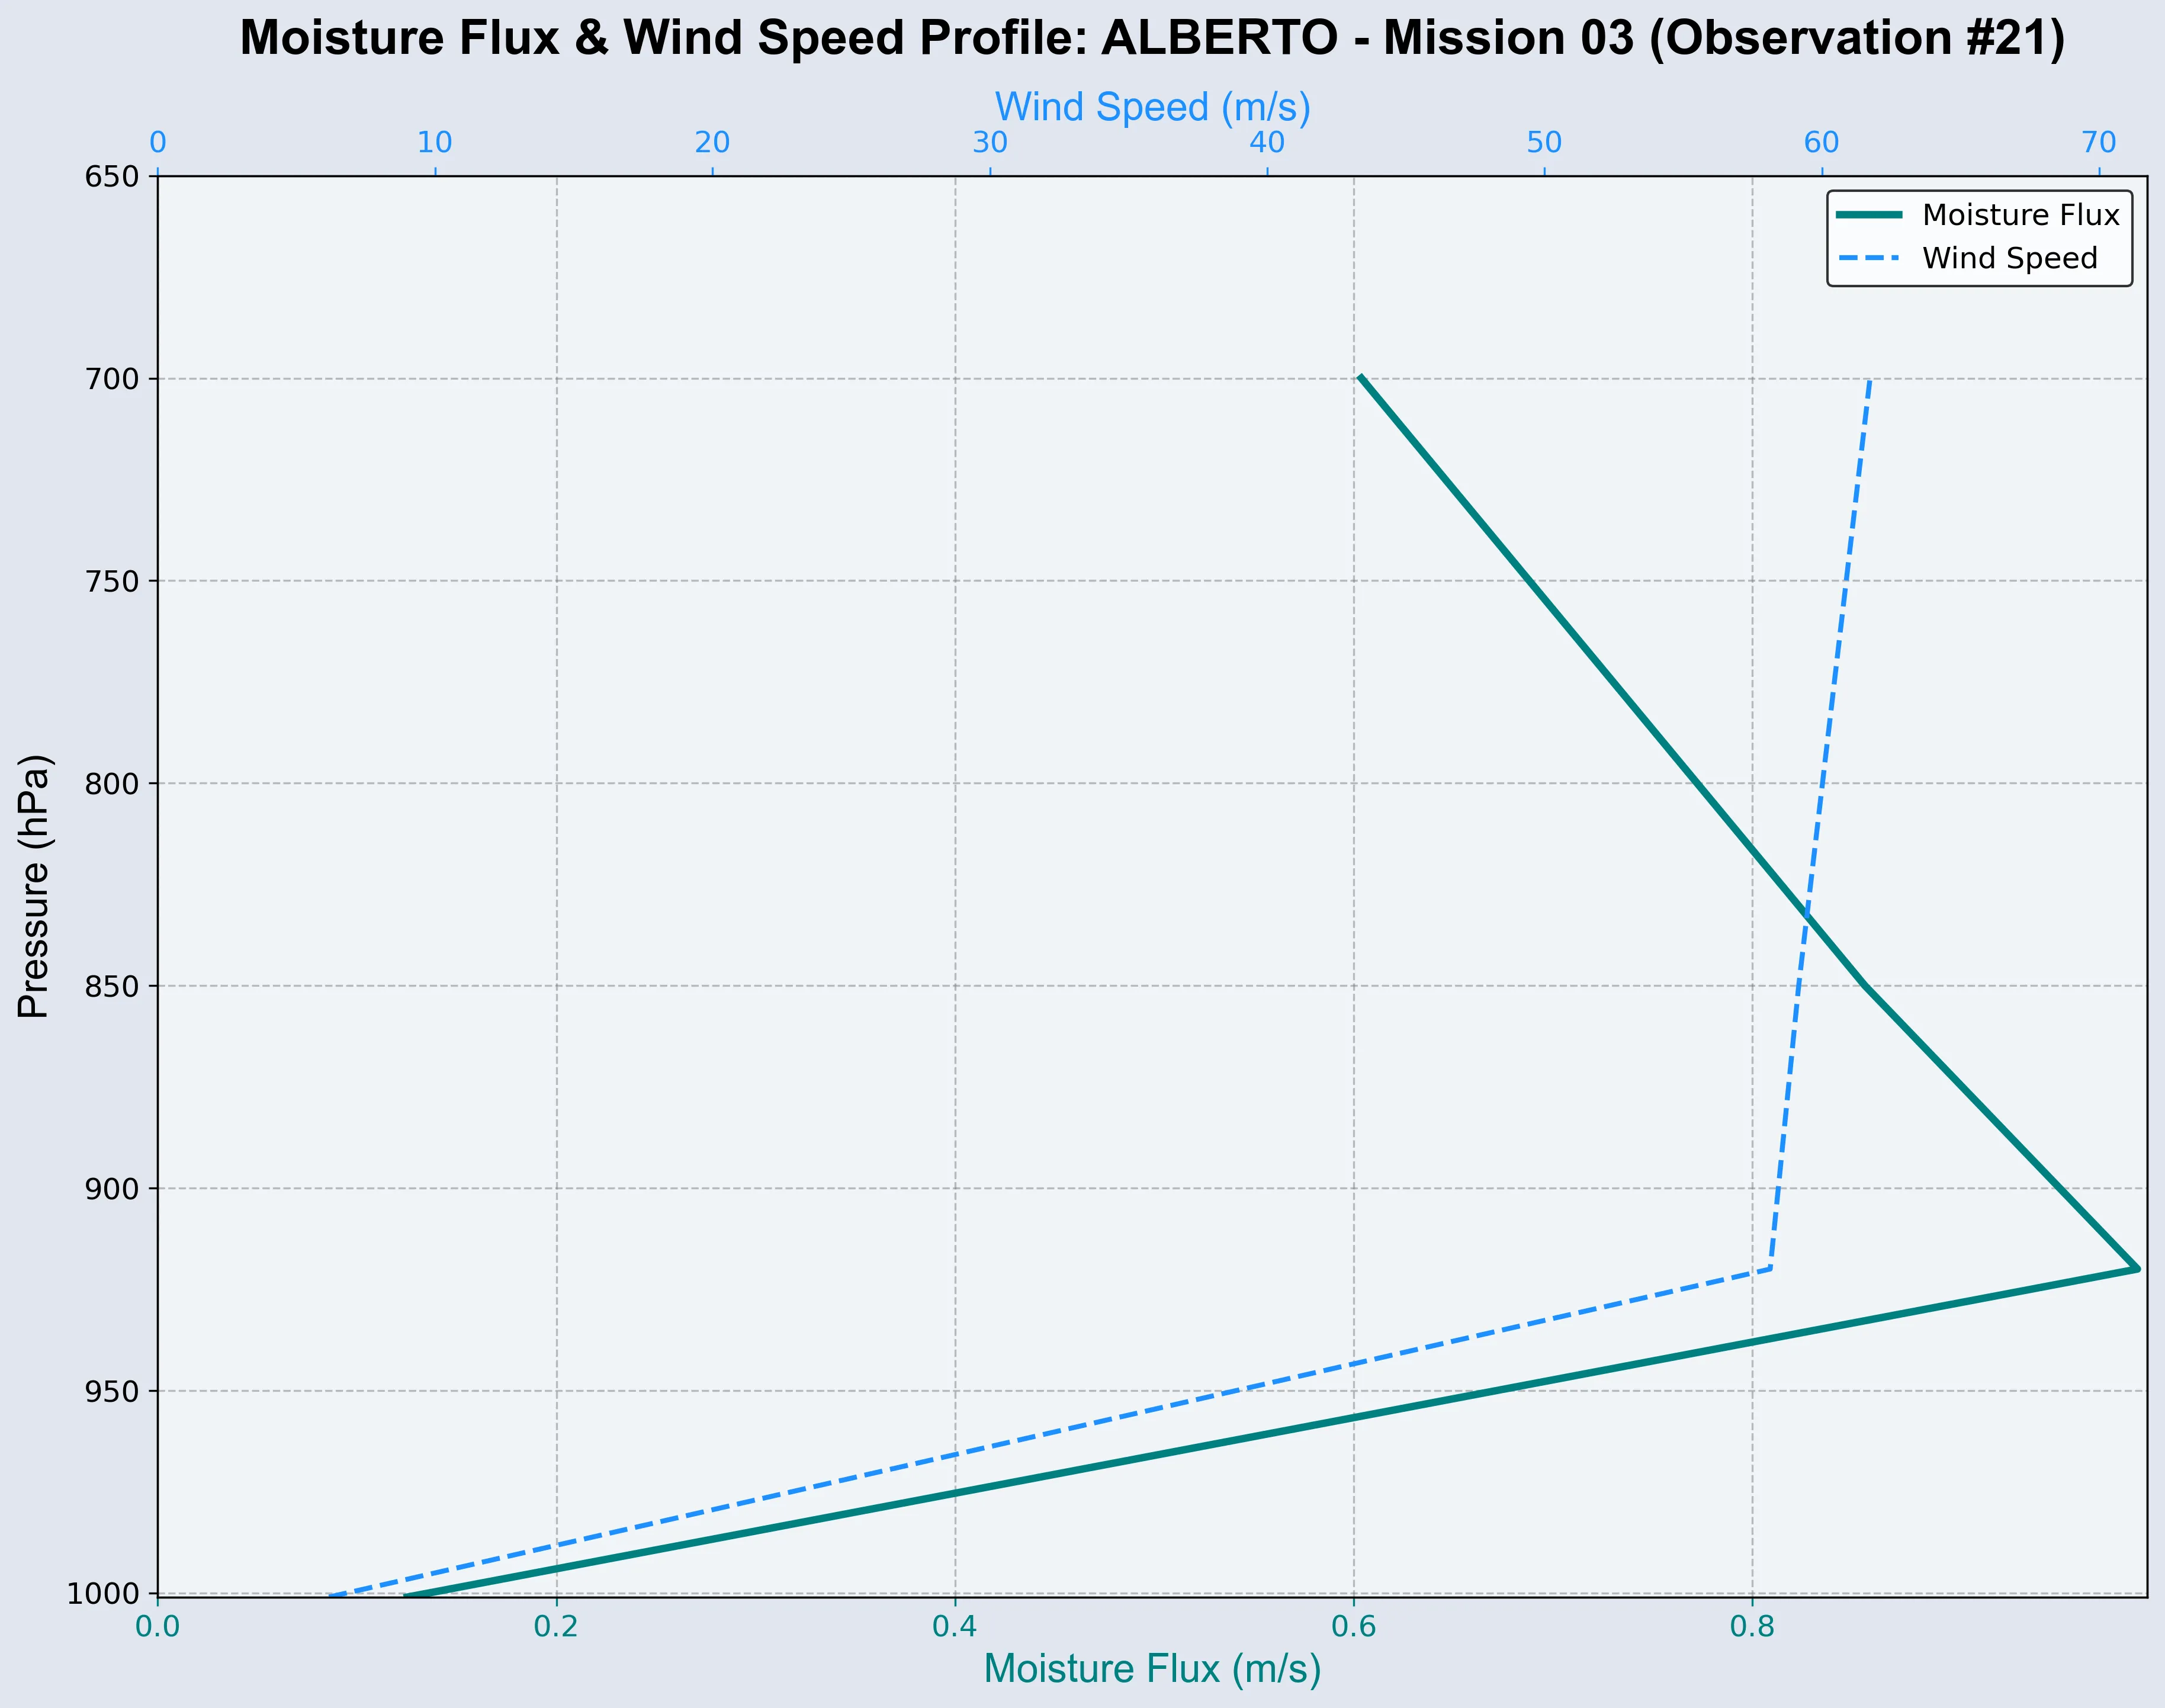 Moisture Flux & Wind Speed Profile: ALBERTO - Mission 03 (Observation #21)
Wind Speed (m/s)
0 10 20 30 40 50 60 70
Moisture Flux
Wind Speed
Pressure (hPa)
650
700
750
800
850
900
950
1000
0.0 0.2 0.4 0.6 0.8
Moisture Flux (m/s)